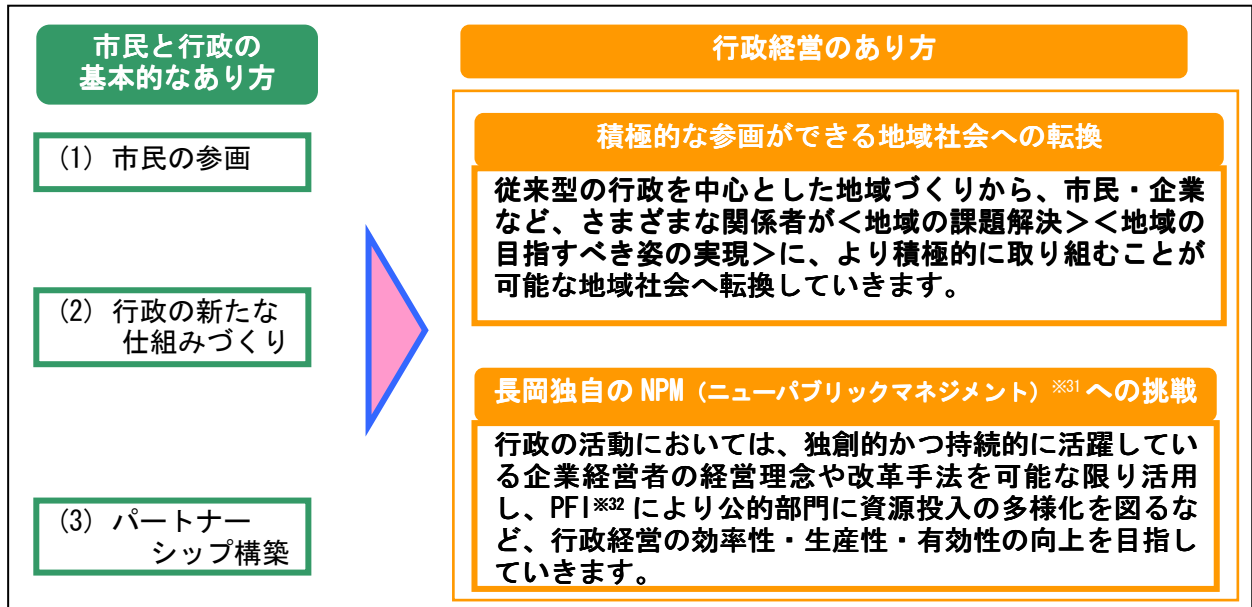 市民と行政の
基本的なあり方
(1) 市民の参画
(2) 行政の新たな
仕組みづくり
(3) パートナー
シップ構築
行政経営のあり方
積極的な参画ができる地域社会への転換
従来型の行政を中心とした地域づくりから、市民・企業
など、さまざまな関係者が＜地域の課題解決＞＜地域の
目指すべき姿の実現＞に、より積極的に取り組むことが
可能な地域社会へ転換していきます。
長岡独自の NPM（ニューパブリックマネジメント）※31 への挑戦
行政の活動においては、独創的かつ持続的に活躍してい
る企業経営者の経営理念や改革手法を可能な限り活用
し、PFI※32 により公的部門に資源投入の多様化を図るな
ど、行政経営の効率性・生産性・有効性の向上を目指し
ていきます。